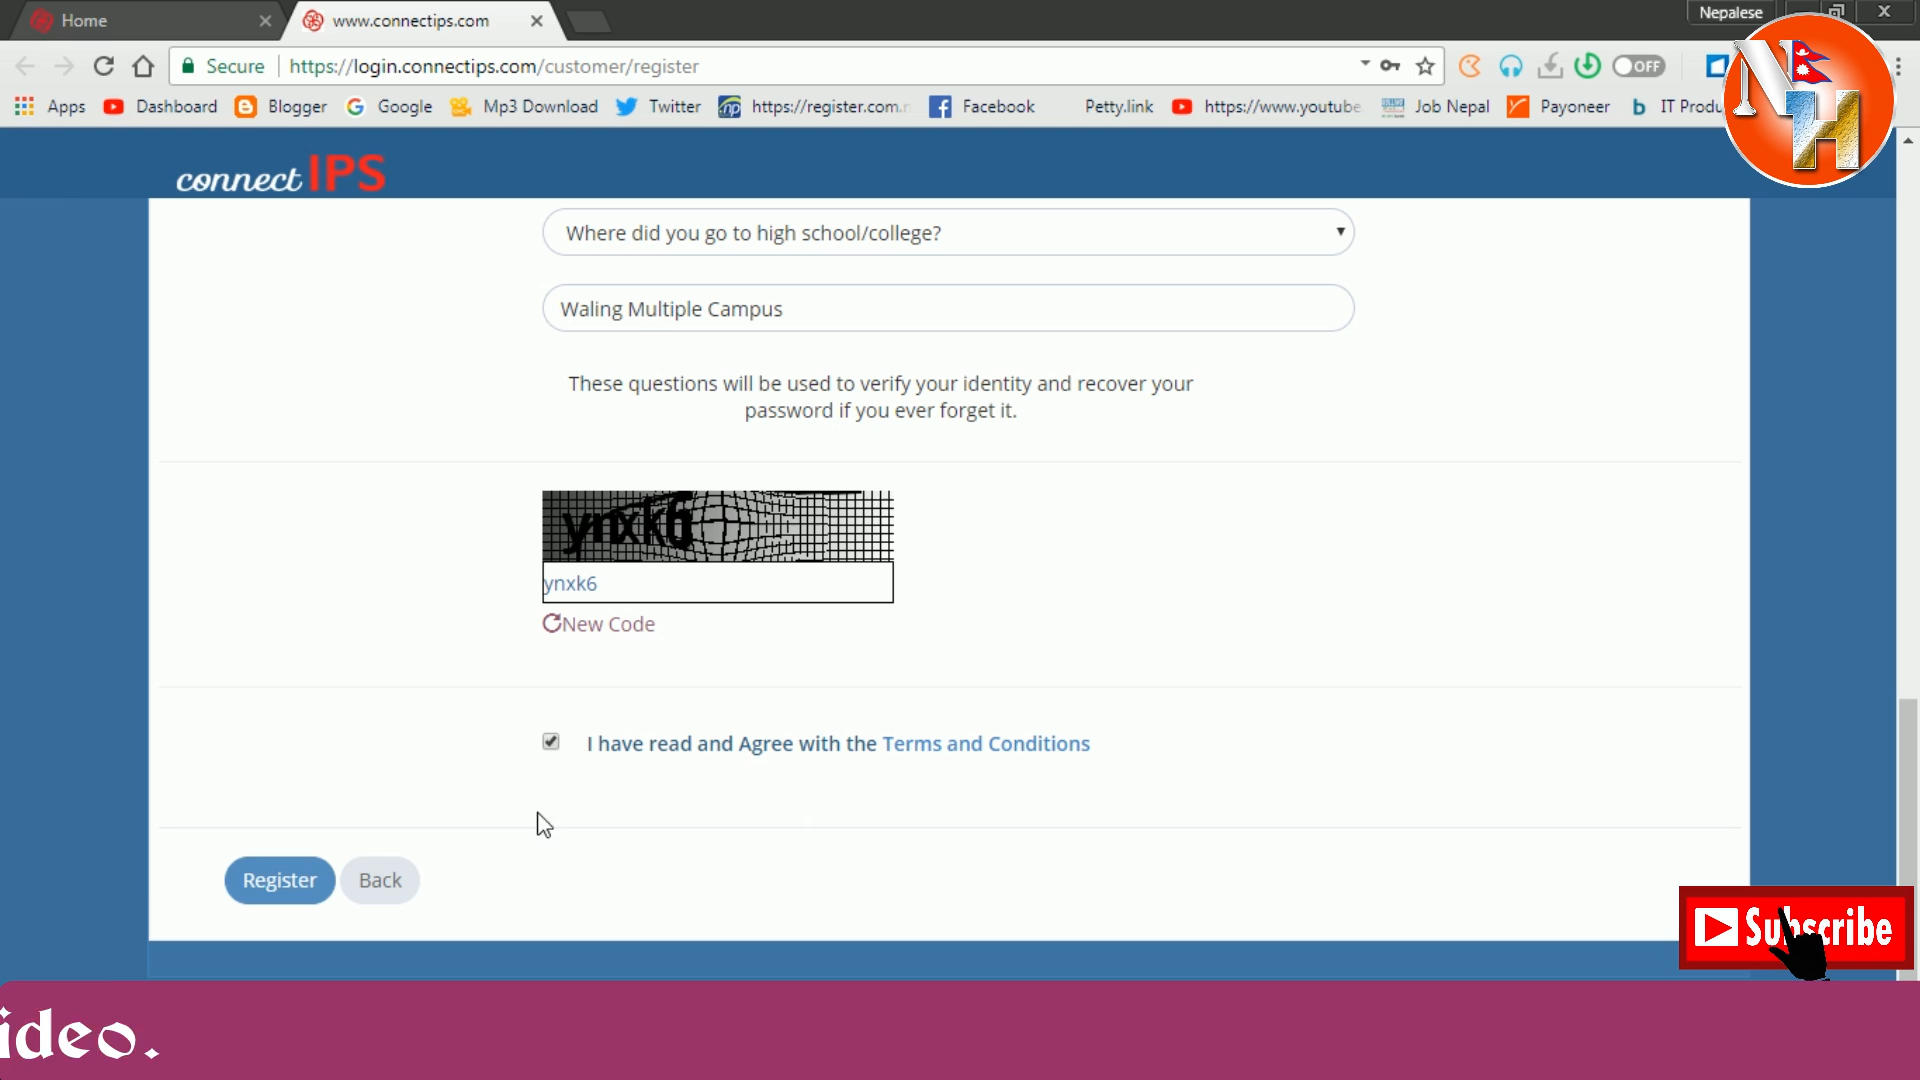 Home
www.connectips.com
Nepalese
Secure
https://login.connectips.com/customer/register
OFF
Apps
Dashboard
Blogger
Google
Mp3 Download
Twitter
https://register.com.n
Facebook
Petty.link
https://www.youtube
Job Nepal
Payoneer
IT Produ
NH
connect IPS
Where did you go to high school/college?
Waling Multiple Campus
These questions will be used to verify your identity and recover your
password if you ever forget it.
ynxk6
ynxk6
New Code
I have read and Agree with the Terms and Conditions
Register
Back
Subscribe
ideo.